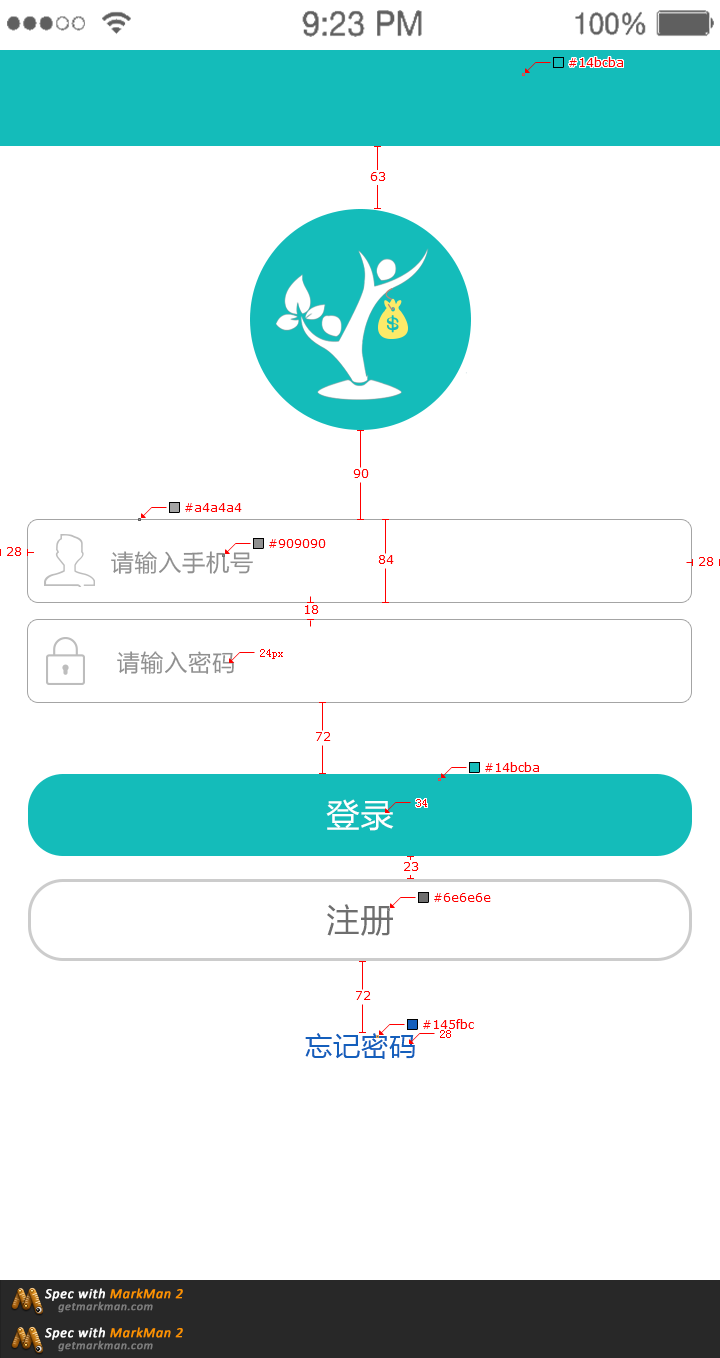 9:23 PM 100%
#14bcba
63
$
90
#a4a4a4
#909090
28 请输入手机号 84 28
18
请输入密码 24px
72
#14bcba
登录 34
23
#6e6e6e
注册
72
#145fbc
28
忘记密码
Spec with MarkMan 2
getmarkman.com
Spec with MarkMan 2
getmarkman.com